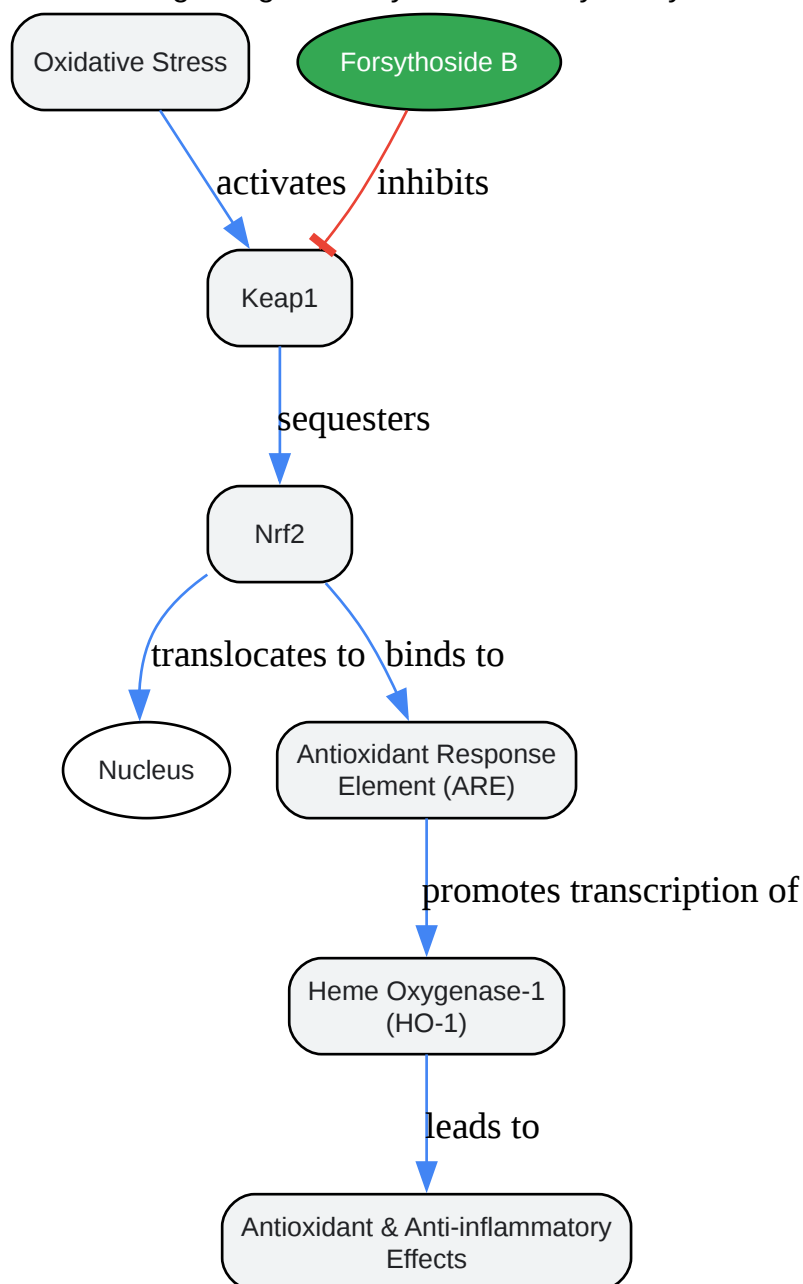 Oxidative Stress
Forsythoside B
activates
inhibits
Keap1
sequesters
Nrf2
translocates to
binds to
Nucleus
Antioxidant Response
Element (ARE)
promotes transcription of
Heme Oxygenase-1
(HO-1)
leads to
Antioxidant & Anti-inflammatory
Effects